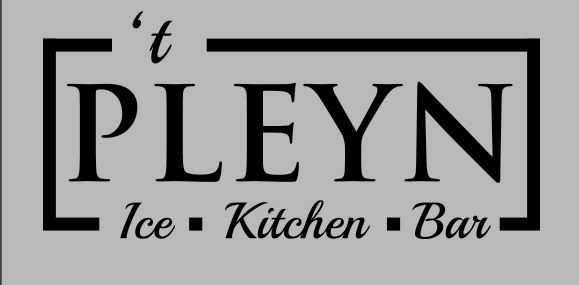 ‘t
PLEYN
Ice ▪ Kitchen ▪ Bar